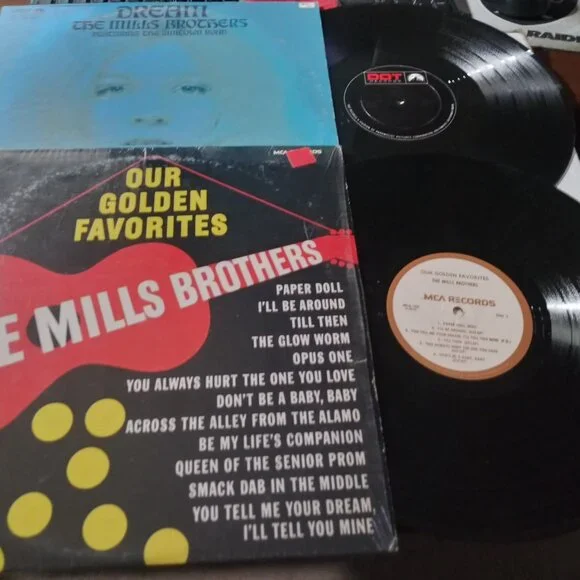 DREAM
THE MILLS BROTHERS
MCA RECORDS
OUR
GOLDEN
FAVORITES
E MILLS BROTHERS
PAPER DOLL
I'LL BE AROUND
TILL THEN
THE GLOW WORM
OPUS ONE
YOU ALWAYS HURT THE ONE YOU LOVE
DON'T BE A BABY, BABY
ACROSS THE ALLEY FROM THE ALAMO
BE MY LIFE'S COMPANION
QUEEN OF THE SENIOR PROM
SMACK DAB IN THE MIDDLE
YOU TELL ME YOUR DREAM,
I'LL TELL YOU MINE
DOT
RAIDE
OUR GOLDEN FAVORITES
THE MILLS BROTHERS
MCA RECORDS